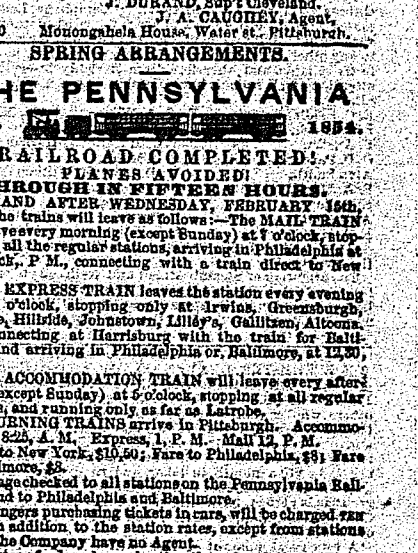 J. DURAND, Sup't Cleveland.
J. A. CAUGHEY, Agent,
Monongahela House, Water st., Pittsburgh.
SPRING ARRANGEMENTS.
HE PENNSYLVANIA
1854.
RAILROAD COMPLETED!
PLANES AVOIDED!
HROUGH IN FIFTEEN HOURS.
AND AFTER WEDNESDAY, FEBRUARY 15th,
he trains will leave as follows:—The MAIL TRAIN
ve every morning (except Sunday) at 7 o'clock, stop-
all the regular stations, arriving in Philadelphia at
ck, P. M., connecting with a train direct to New
EXPRESS TRAIN leaves the station every evening
o'clock, stopping only at Irwins, Greensburgh,
Hillside, Johnstown, Lilley's, Gallitzen, Altoona,
nnecting at Harrisburg with the train for Balti-
nd arriving in Philadelphia or Baltimore, at 12,30,
ACCOMMODATION TRAIN will leave every after-
except Sunday) at 5 o'clock, stopping at all regular
, and running only as far as Latrobe.
URNING TRAINS arrive in Pittsburgh. Accommo-
8:25, A. M. Express, 1, P. M. Mail 12, P. M.
to New York, $10,50; Fare to Philadelphia, $8; Fare
imore, $8.
age checked to all stations on the Pennsylvania Rail-
nd to Philadelphia and Baltimore.
ngers purchasing tickets in cars, will be charged TEN
n addition to the station rates, except from stations
he Company have no Agent.